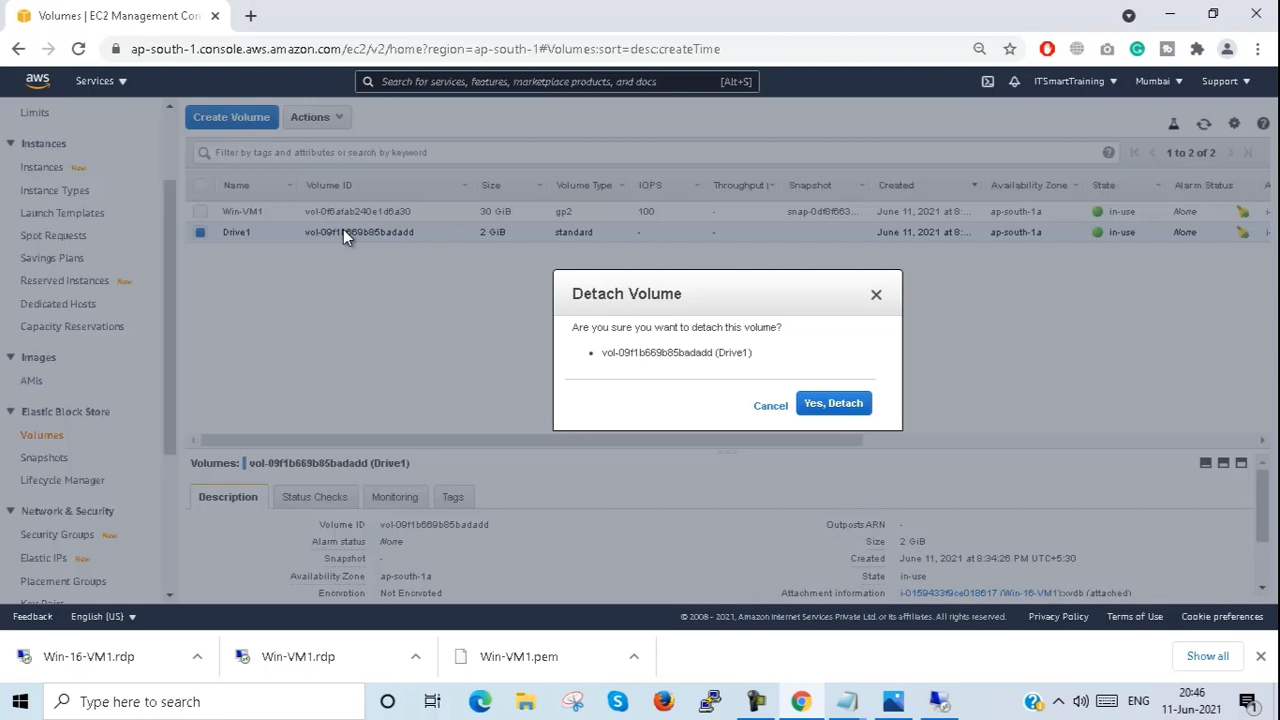 Volumes | EC2 Management Con
ap-south-1.console.aws.amazon.com/ec2/v2/home?region=ap-south-1#Volumes:sort=desc:createTime
aws
Services
Search for services, features, marketplace products, and docs
[Alt+S]
ITSmartTraining
Mumbai
Support
Limits
Instances
Instances New
Instance Types
Launch Templates
Spot Requests
Savings Plans
Reserved Instances New
Dedicated Hosts
Capacity Reservations
Images
AMIs
Elastic Block Store
Volumes
Snapshots
Lifecycle Manager
Network & Security
Security Groups New
Elastic IPs New
Placement Groups
Create Volume
Actions
Filter by tags and attributes or search by keyword
1 to 2 of 2
Name Volume ID Size Volume Type IOPS Throughput ( Snapshot Created Availability Zone State Alarm Status
Win-VM1 vol-0f6afab240e1d6a30 30 GiB gp2 100 - snap-0df8f663... June 11, 2021 at 8:... ap-south-1a in-use None
Drive1 vol-09f1b669b85badadd 2 GiB standard - - June 11, 2021 at 8:... ap-south-1a in-use None
Detach Volume
Are you sure you want to detach this volume?
• vol-09f1b669b85badadd (Drive1)
Cancel
Yes, Detach
Volumes: vol-09f1b669b85badadd (Drive1)
Description Status Checks Monitoring Tags
Volume ID vol-09f1b669b85badadd
Outposts ARN -
Alarm status None
Size 2 GiB
Snapshot -
Created June 11, 2021 at 8:34:26 PM UTC+5:30
Availability Zone ap-south-1a
State in-use
Encryption Not Encrypted
Attachment information i-0159433f9ce018617 (Win-16-VM1):xvdb (attached)
Feedback
English (US)
© 2008 - 2021, Amazon Internet Services Private Ltd. or its affiliates. All rights reserved.
Privacy Policy
Terms of Use
Cookie preferences
Win-16-VM1.rdp
Win-VM1.rdp
Win-VM1.pem
Show all
Type here to search
ENG
20:46
11-Jun-2021
1